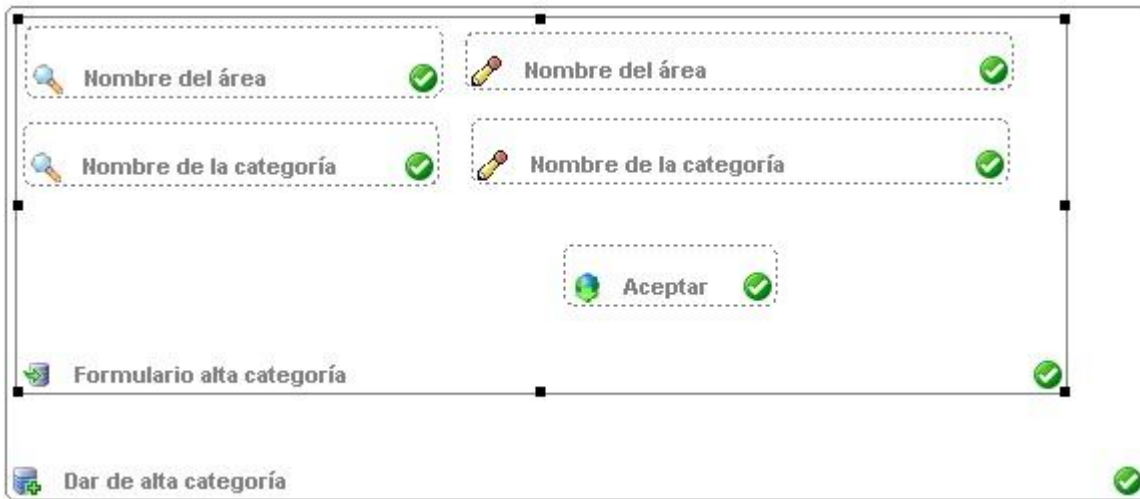 Nombre del área
Nombre del área
Nombre de la categoría
Nombre de la categoría
Aceptar
Formulario alta categoría
Dar de alta categoría